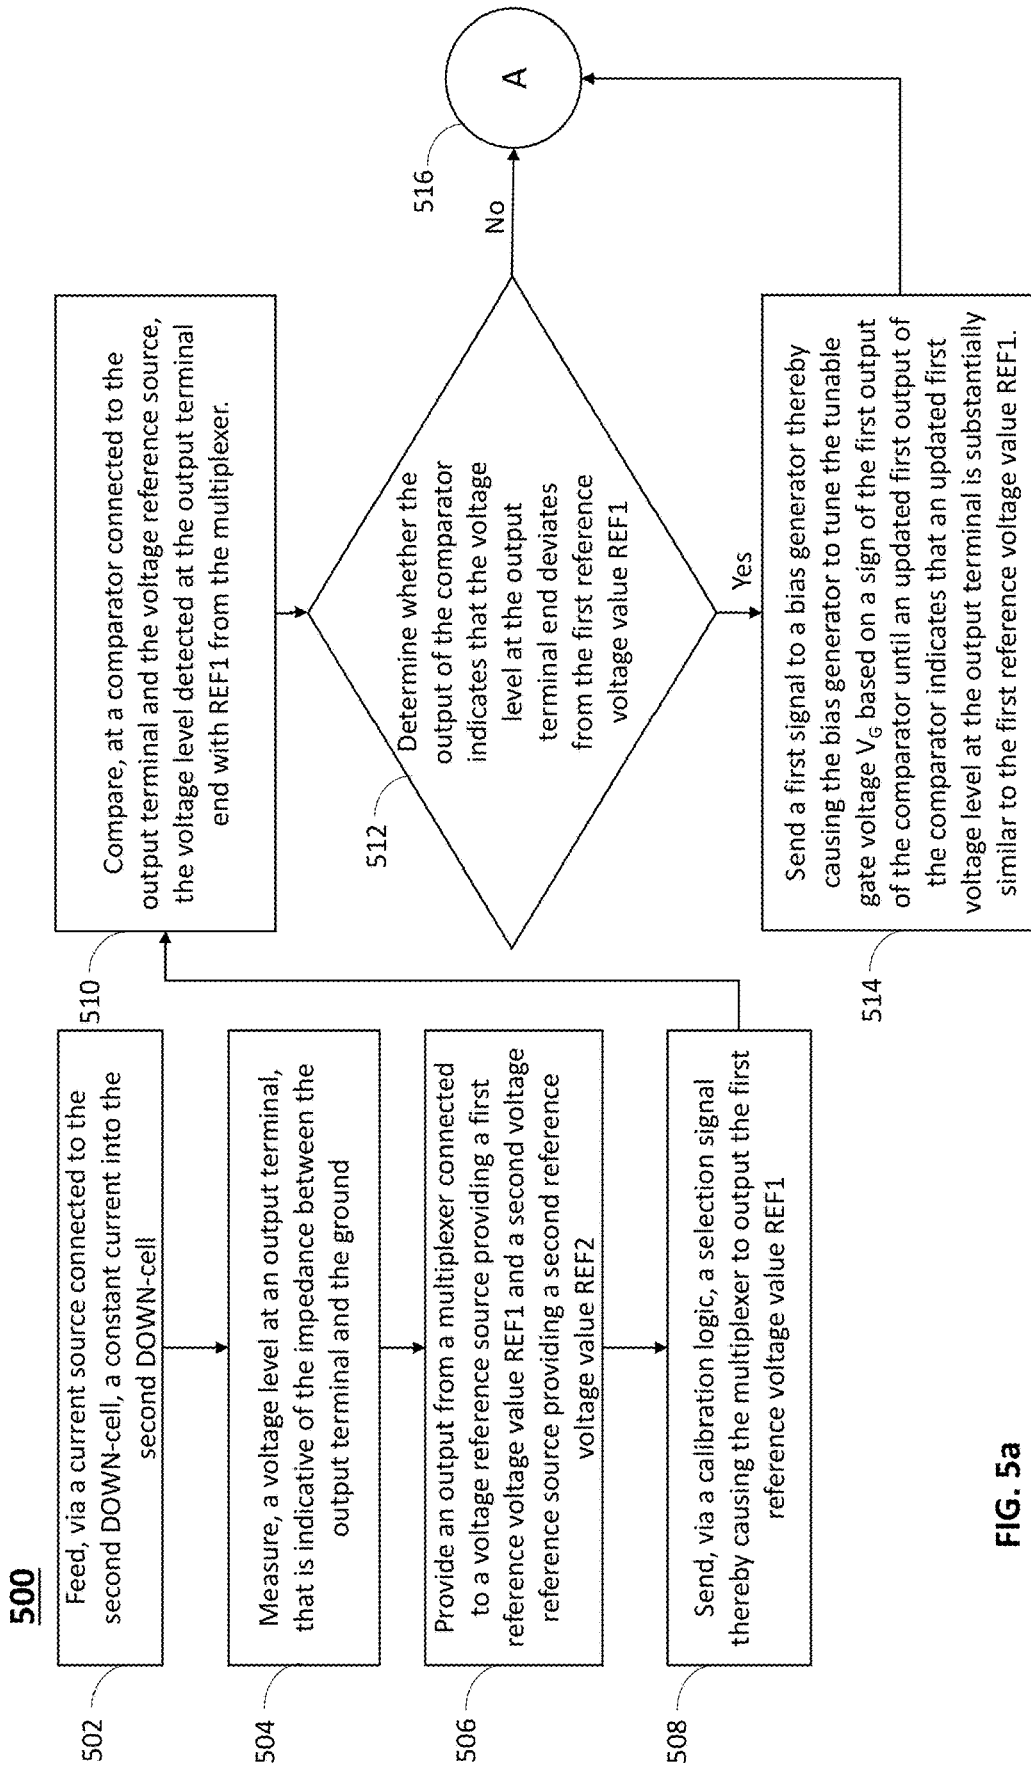 500
502
Feed, via a current source connected to the
second DOWN-cell, a constant current into the
second DOWN-cell
504
Measure, a voltage level at an output terminal,
that is indicative of the impedance between the
output terminal and the ground
506
Provide an output from a multiplexer connected
to a voltage reference source providing a first
reference voltage value REF1 and a second voltage
reference source providing a second reference
voltage value REF2
508
Send, via a calibration logic, a selection signal
thereby causing the multiplexer to output the first
reference voltage value REF1
510
Compare, at a comparator connected to the
output terminal and the voltage reference source,
the voltage level detected at the output terminal
end with REF1 from the multiplexer.
512
Determine whether the
output of the comparator
indicates that the voltage
level at the output
terminal end deviates
from the first reference
voltage value REF1
No
516
A
Yes
514
Send a first signal to a bias generator thereby
causing the bias generator to tune the tunable
gate voltage VG based on a sign of the first output
of the comparator until an updated first output of
the comparator indicates that an updated first
voltage level at the output terminal is substantially
similar to the first reference voltage value REF1.
FIG. 5a